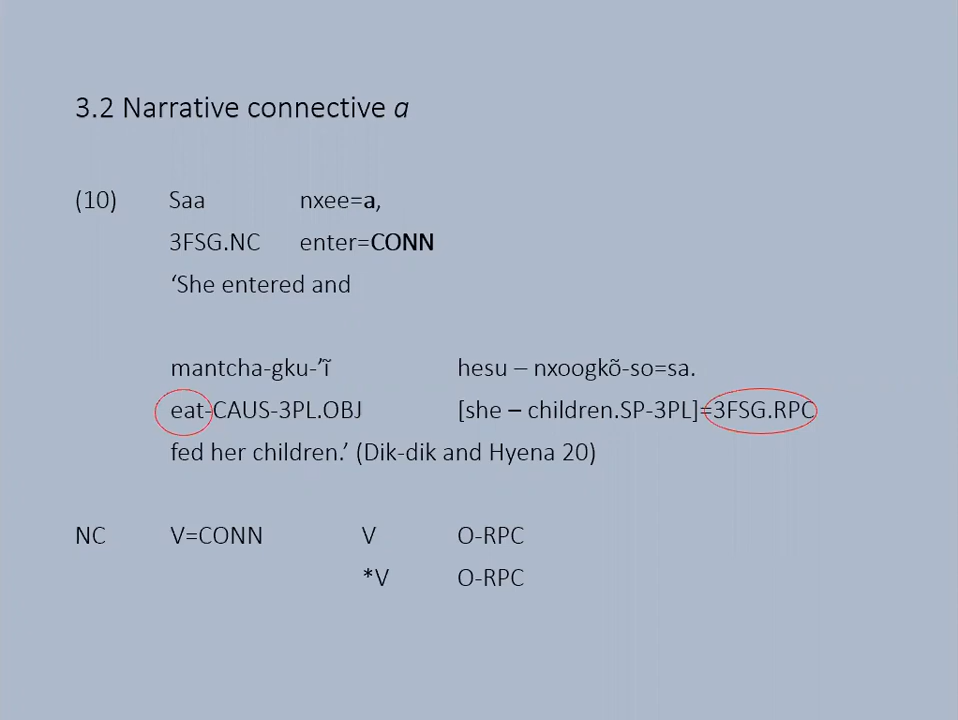 3.2 Narrative connective a
(10) Saa nxee=a,
3FSG.NC enter=CONN
‘She entered and
mantcha-gku-’ĩ hesu – nxoogkõ-so=sa.
eat-CAUS-3PL.OBJ [she – children.SP-3PL]=3FSG.RPC
fed her children.’ (Dik-dik and Hyena 20)
NC V=CONN V O-RPC
*V O-RPC